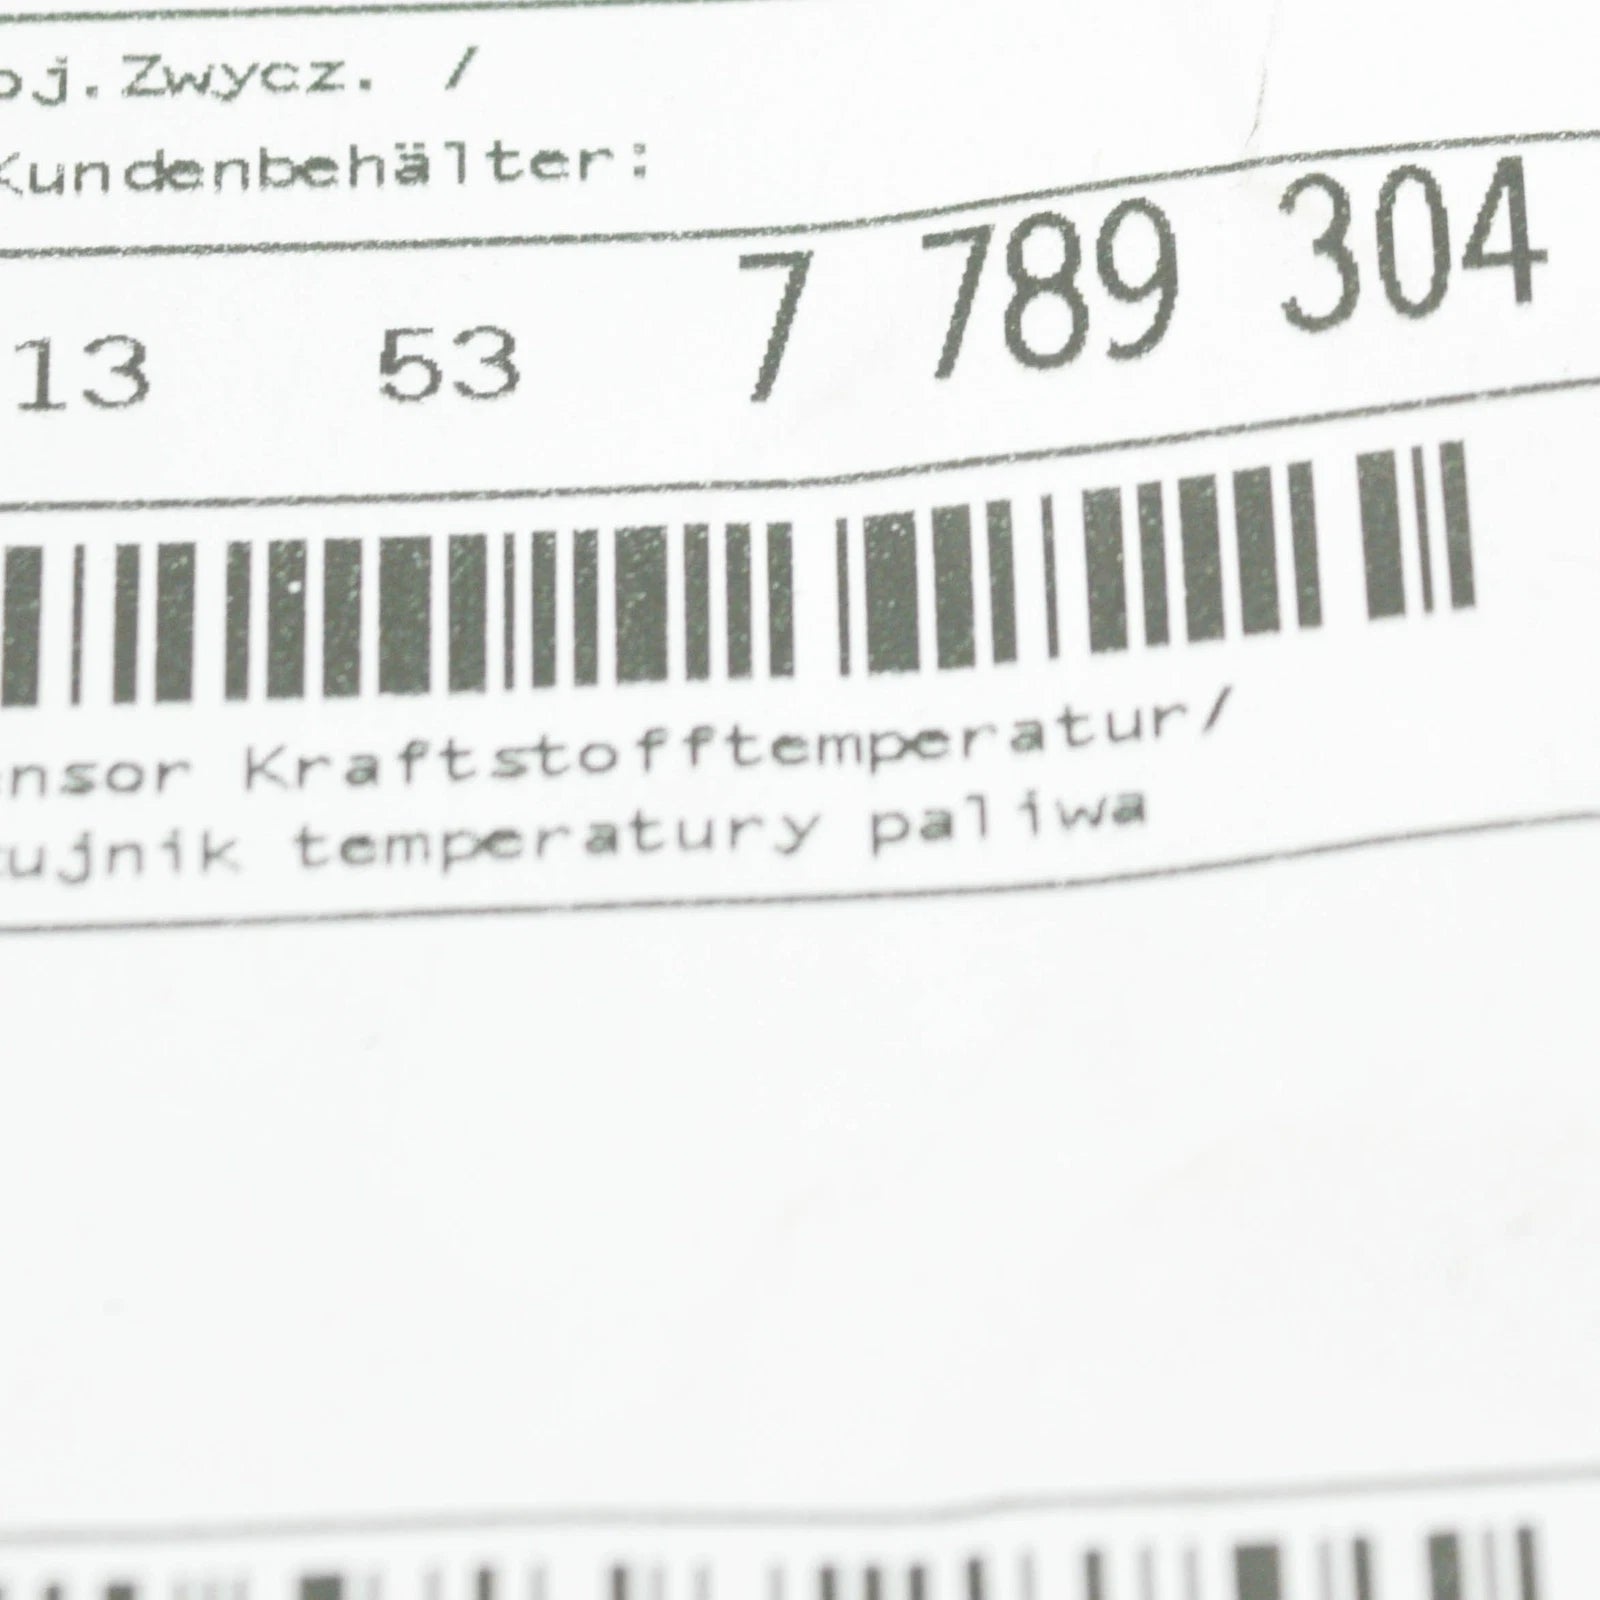 oj.Zwycz. /
Kundenbehälter:
13 53 7 789 304
ensor Kraftstofftemperatur/
ujnik temperatury paliwa